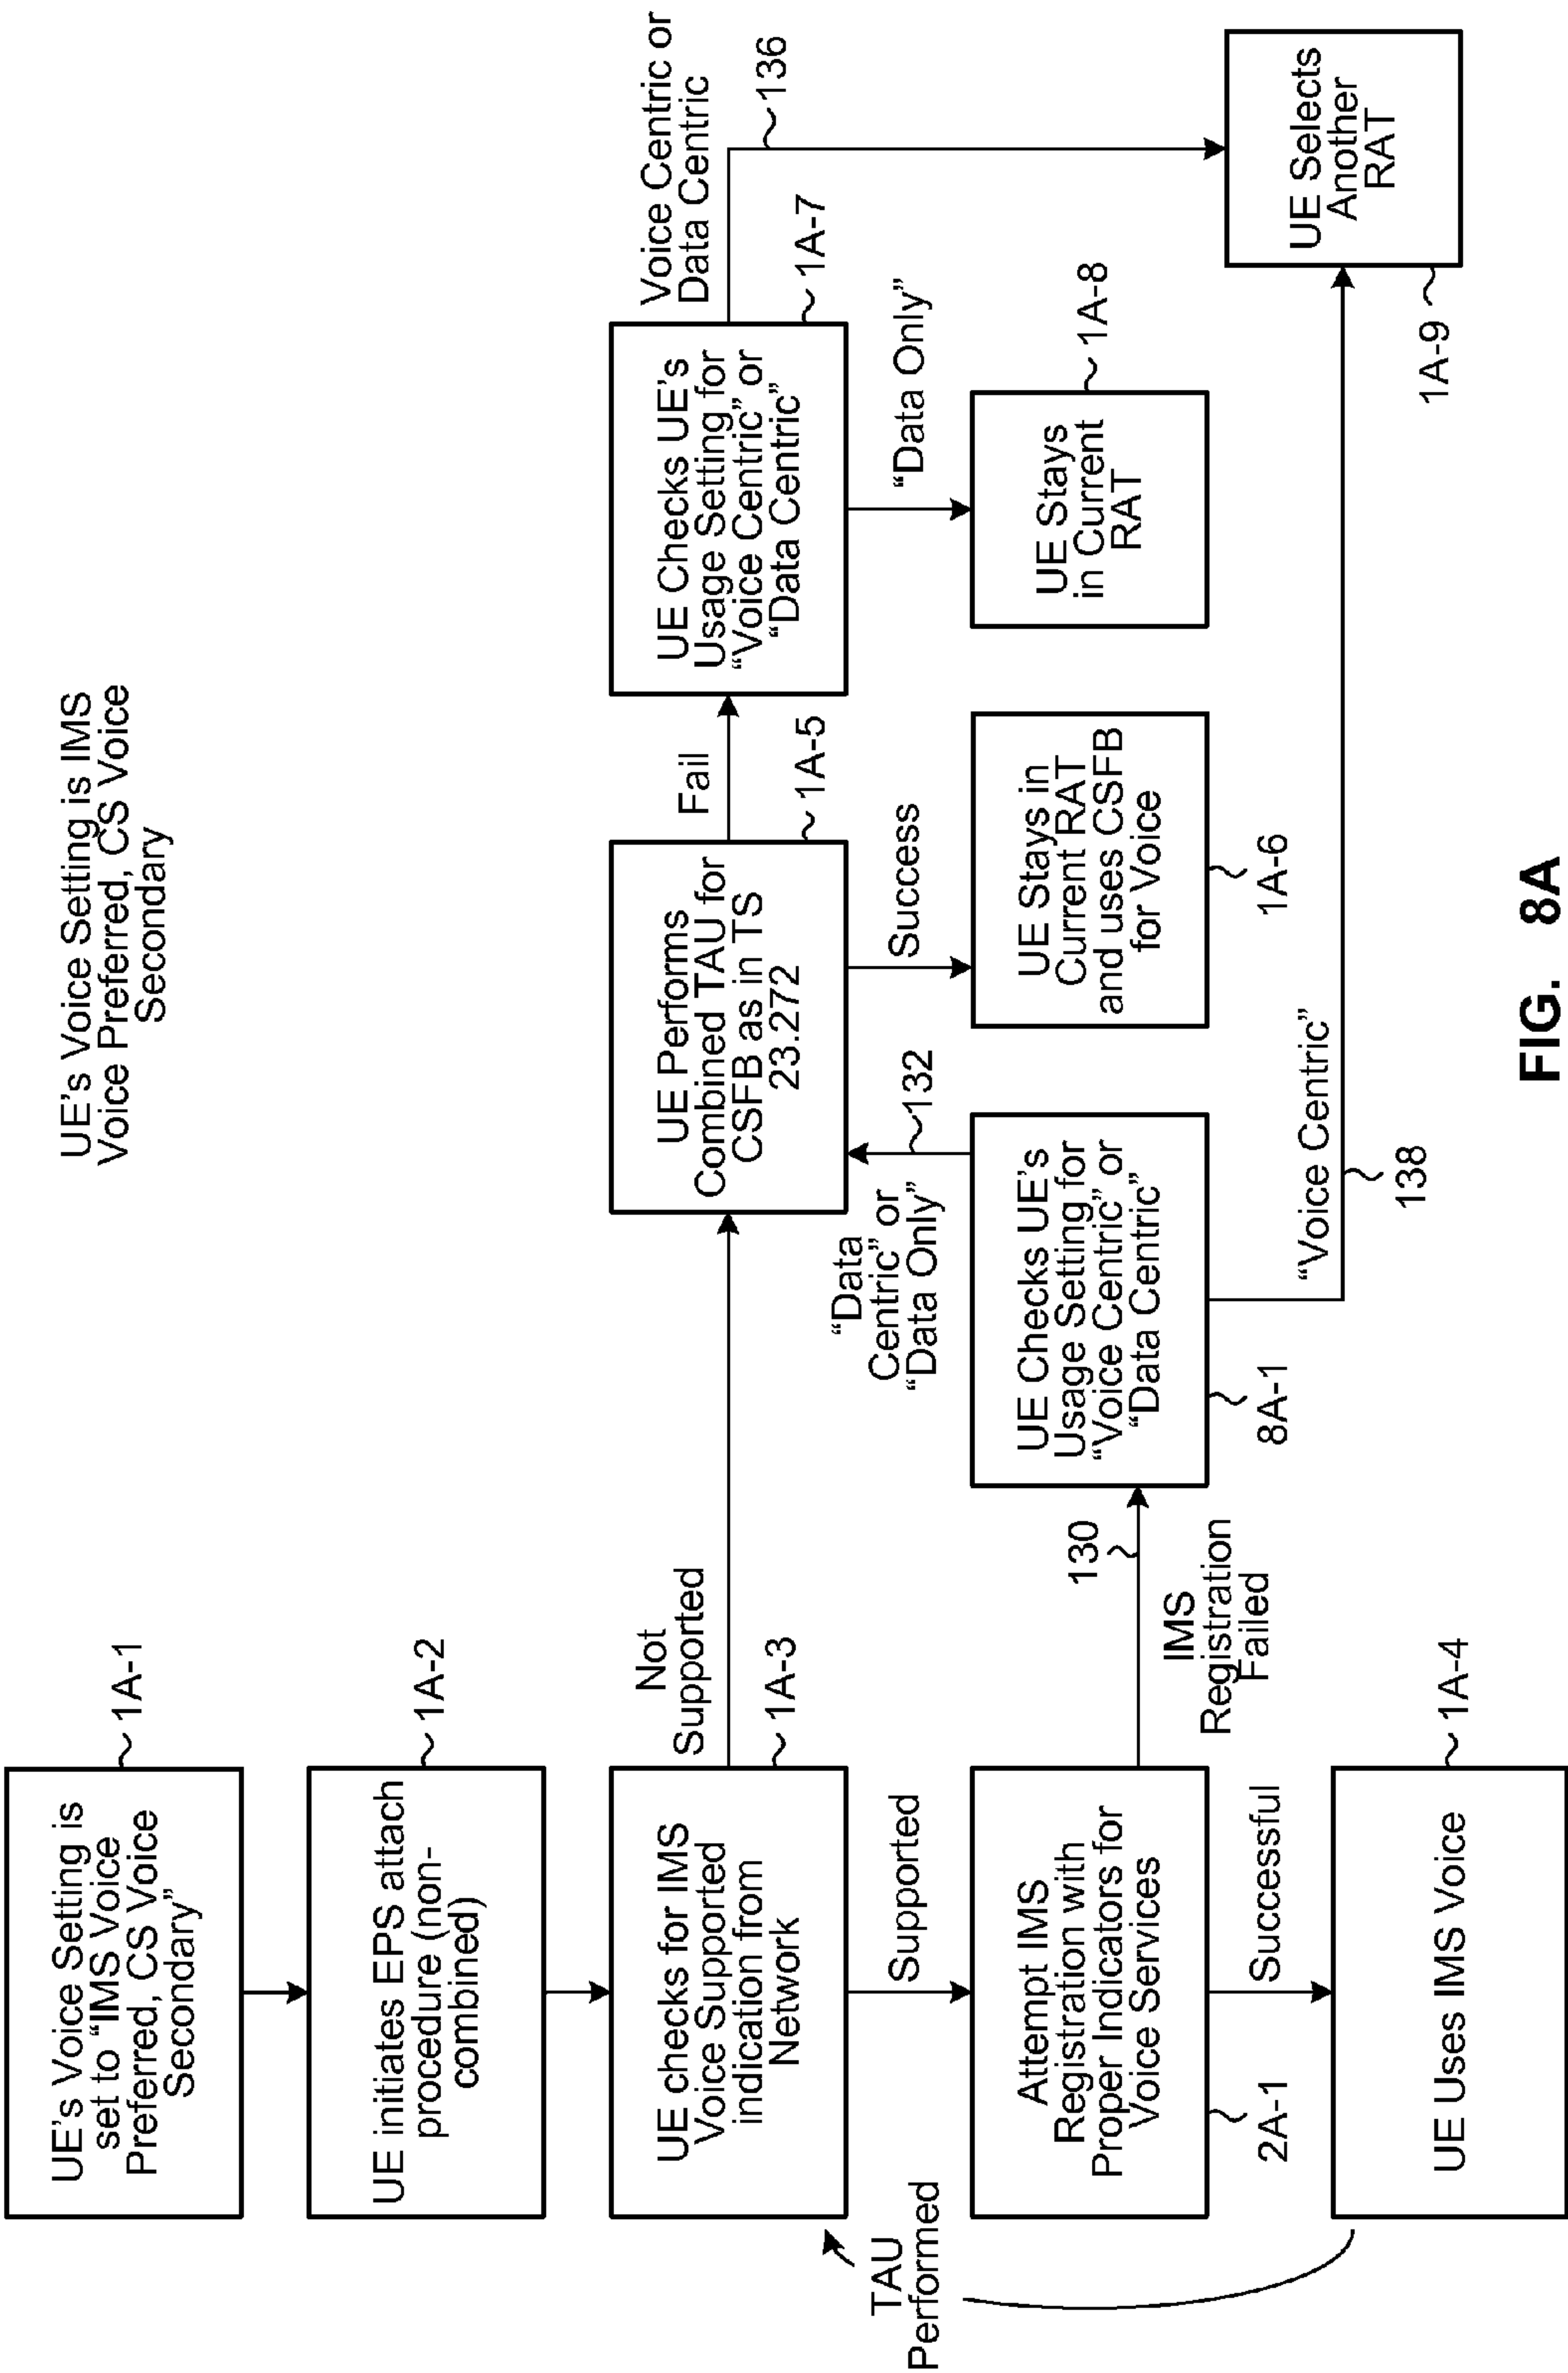 UE's Voice Setting is IMS
Voice Preferred, CS Voice
Secondary
UE's Voice Setting is
set to “IMS Voice
Preferred, CS Voice
Secondary”
1A-1
UE initiates EPS attach
procedure (non-
combined)
1A-2
UE checks for IMS
Voice Supported
indication from
Network
1A-3
Not
Supported
Supported
TAU
Performed
Attempt IMS
Registration with
Proper Indicators for
Voice Services
2A-1
Successful
UE Uses IMS Voice
1A-4
IMS
Registration
Failed
130
UE Checks UE's
Usage Setting for
“Voice Centric” or
“Data Centric”
8A-1
“Data
Centric” or
“Data Only”
132
“Voice Centric”
138
UE Performs
Combined TAU for
CSFB as in TS
23.272
1A-5
Success
UE Stays in
Current RAT
and uses CSFB
for Voice
1A-6
Fail
UE Checks UE's
Usage Setting for
“Voice Centric” or
“Data Centric”
1A-7
“Data Only”
UE Stays
in Current
RAT
1A-8
Voice Centric or
Data Centric
136
UE Selects
Another
RAT
1A-9
FIG. 8A